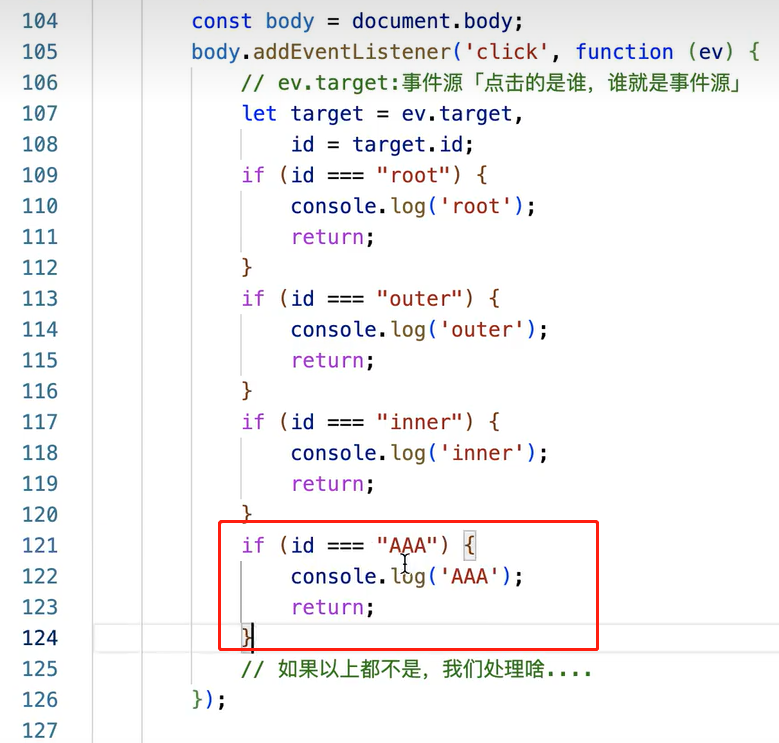 104 const body = document.body;
105 body.addEventListener('click', function (ev) {
106 // ev.target:事件源「点击的是谁，谁就是事件源」
107 let target = ev.target,
108 id = target.id;
109 if (id === "root") {
110 console.log('root');
111 return;
112 }
113 if (id === "outer") {
114 console.log('outer');
115 return;
116 }
117 if (id === "inner") {
118 console.log('inner');
119 return;
120 }
121 if (id === "AAA") {
122 console.log('AAA');
123 return;
124 }
125 // 如果以上都不是，我们处理啥....
126 });
127